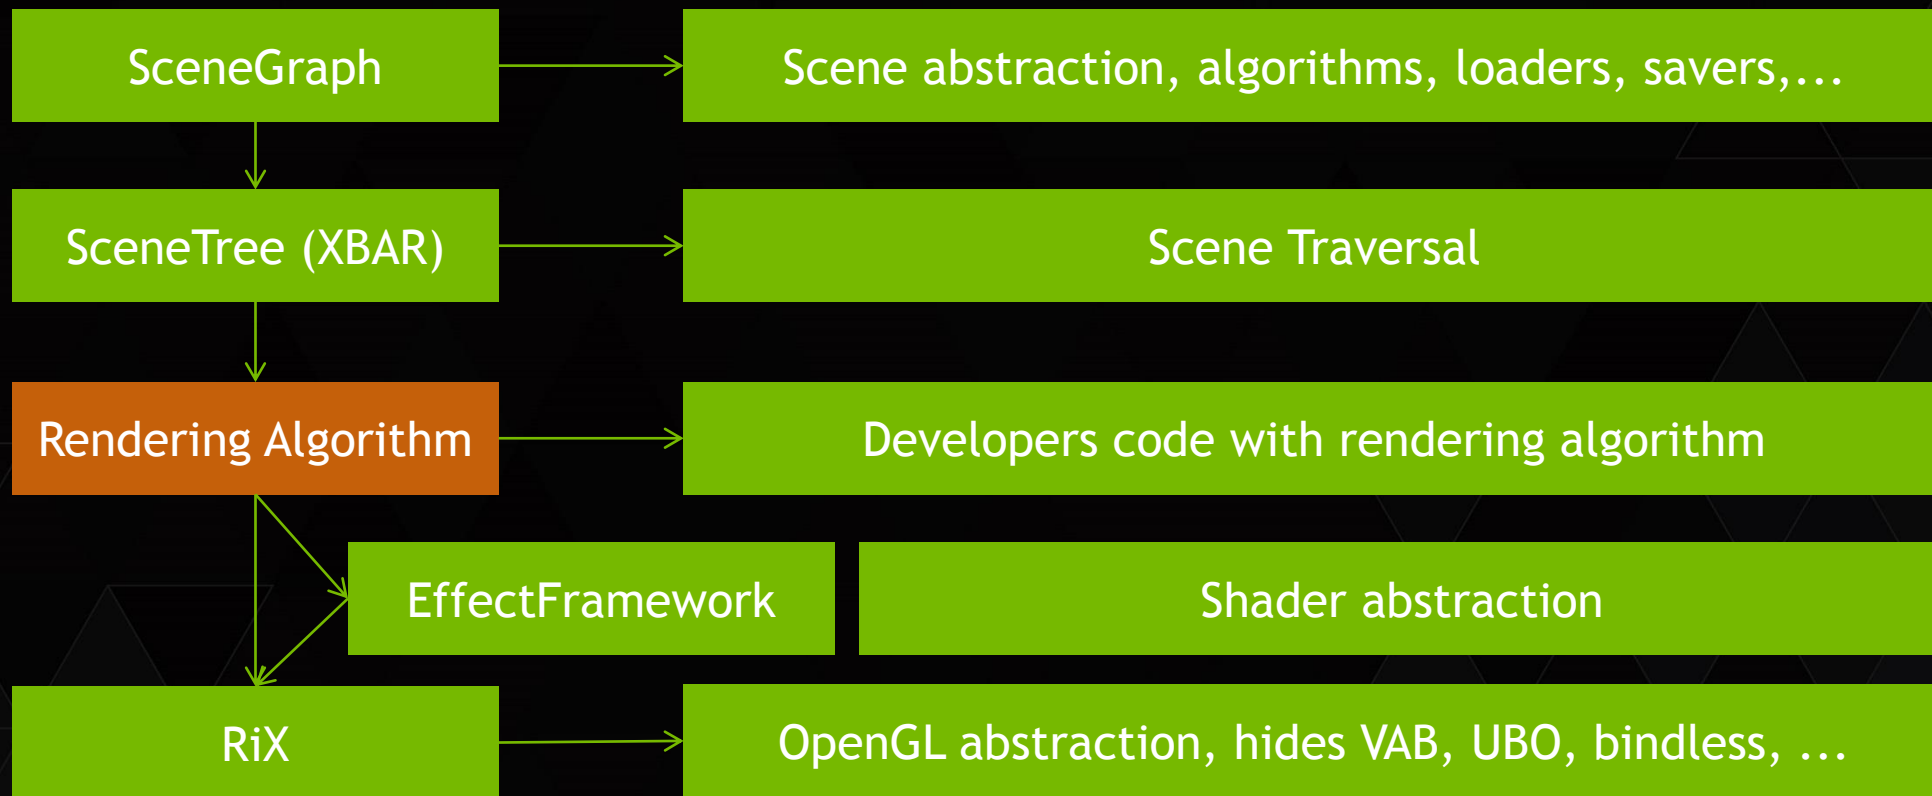 SceneGraph
Scene abstraction, algorithms, loaders, savers,...
SceneTree (XBAR)
Scene Traversal
Rendering Algorithm
Developers code with rendering algorithm
EffectFramework
Shader abstraction
RiX
OpenGL abstraction, hides VAB, UBO, bindless, ...